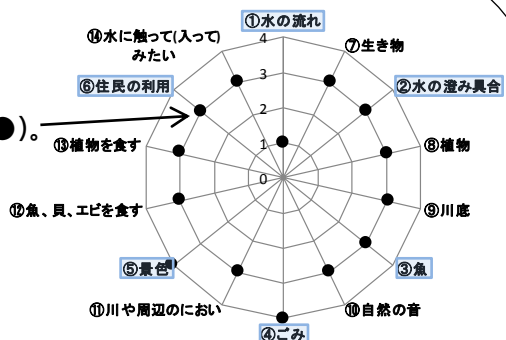 ①水の流れ
⑭水に触って(入って)
みたい
⑦生き物
⑥住民の利用
②水の澄み具合
)。
⑬植物を食す
⑧植物
⑫魚、貝、エビを食す
⑨川底
⑤景色
③魚
⑪川や周辺のにおい
⑩自然の音
④ごみ
4
3
2
1
0